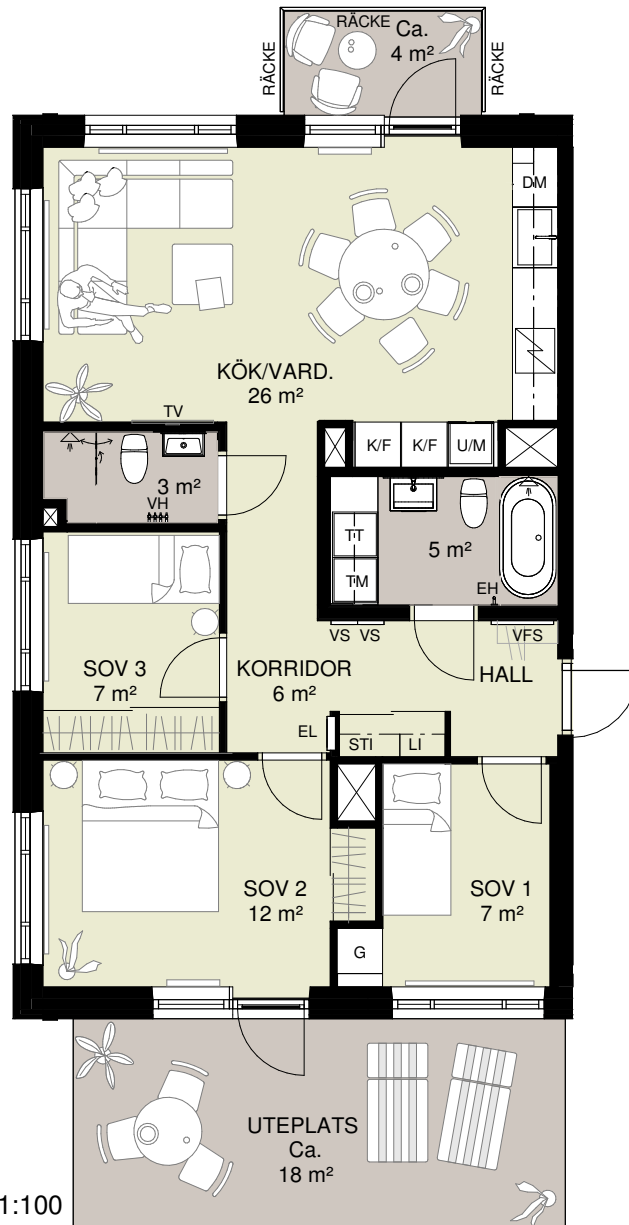 RÄCKE
RÄCKE
RÄCKE
Ca.
4 m²
DM
KÖK/VARD.
26 m²
TV
K/F
K/F
U/M
3 m²
VH
TT
TM
5 m²
EH
VS
VS
VFS
SOV 3
7 m²
KORRIDOR
6 m²
HALL
EL
STI
LI
SOV 2
12 m²
SOV 1
7 m²
G
UTEPLATS
Ca.
18 m²
1:100